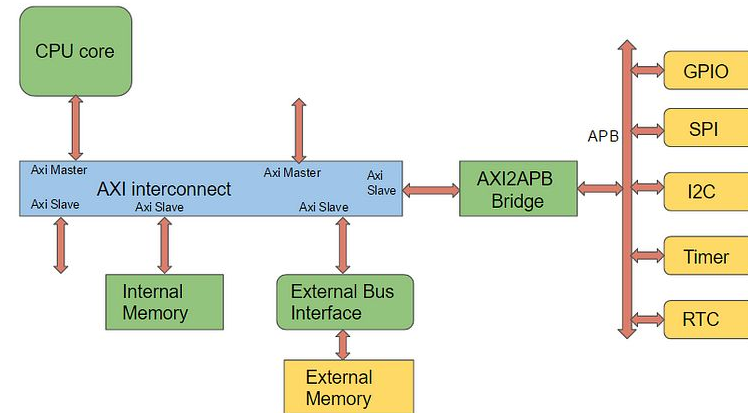 CPU core
Axi Master
Axi Master
Axi
Slave
AXI interconnect
Axi Slave
Axi Slave
Axi Slave
AXI2APB
Bridge
APB
GPIO
SPI
I2C
Timer
RTC
Internal
Memory
External Bus
Interface
External
Memory